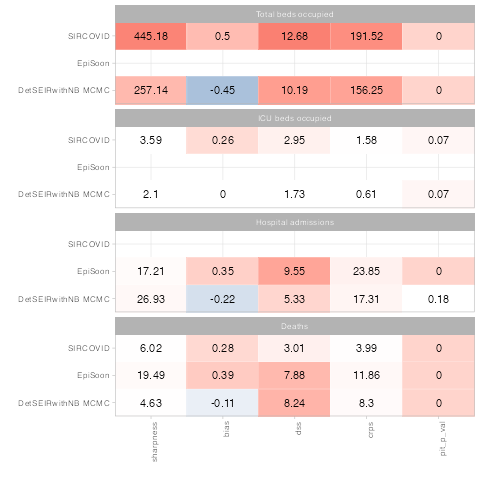 Total beds occupied
SIRCOVID 445.18 0.5 12.68 191.52 0
EpiSoon
DetSEIRwithNB MCMC 257.14 -0.45 10.19 156.25 0
ICU beds occupied
SIRCOVID 3.59 0.26 2.95 1.58 0.07
EpiSoon
DetSEIRwithNB MCMC 2.1 0 1.73 0.61 0.07
Hospital admissions
SIRCOVID
EpiSoon 17.21 0.35 9.55 23.85 0
DetSEIRwithNB MCMC 26.93 -0.22 5.33 17.31 0.18
Deaths
SIRCOVID 6.02 0.28 3.01 3.99 0
EpiSoon 19.49 0.39 7.88 11.86 0
DetSEIRwithNB MCMC 4.63 -0.11 8.24 8.3 0
sharpness bias dss crps pit_p_val